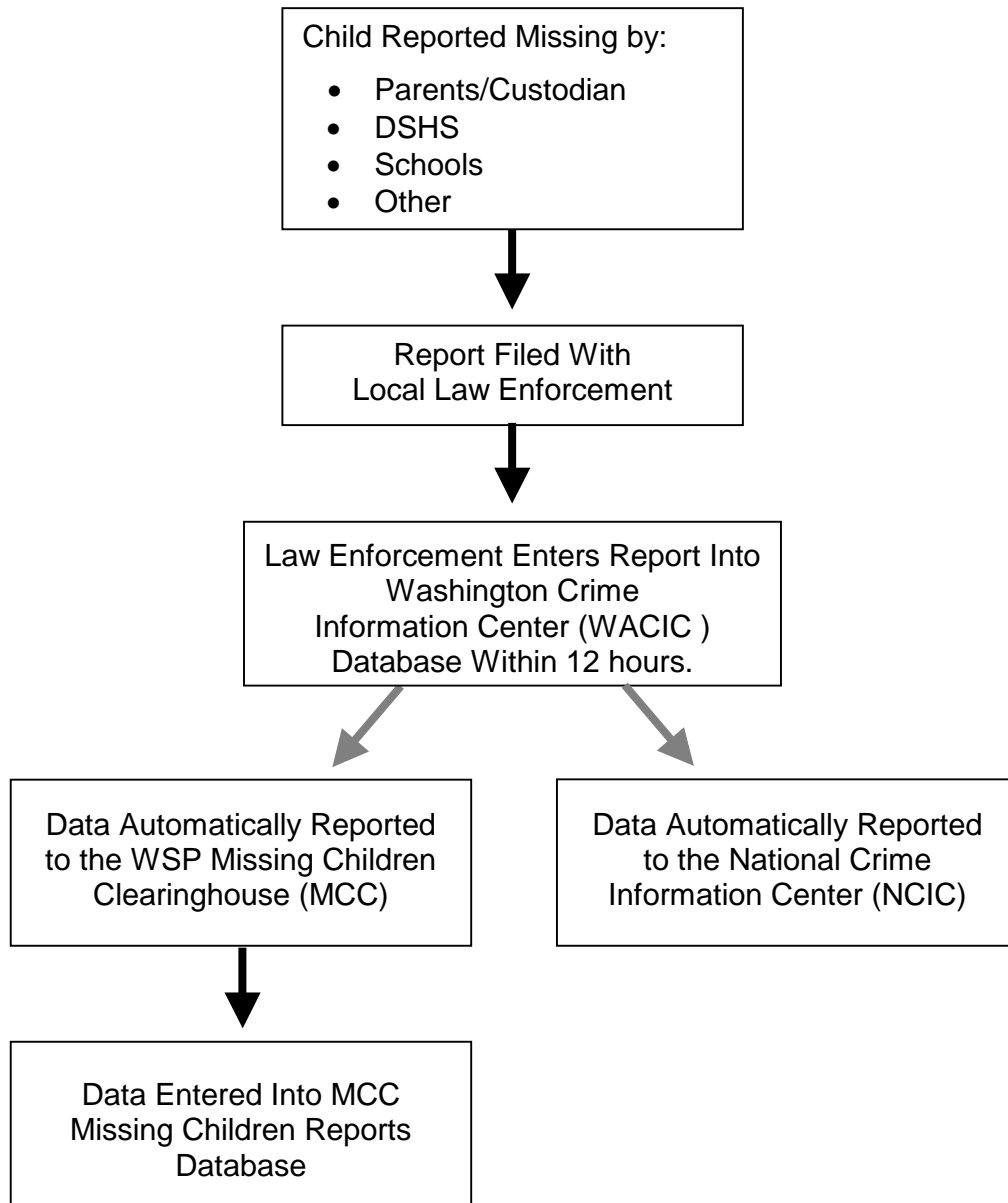 Child Reported Missing by:
• Parents/Custodian
• DSHS
• Schools
• Other
Report Filed With
Local Law Enforcement
Law Enforcement Enters Report Into
Washington Crime
Information Center (WACIC )
Database Within 12 hours.
Data Automatically Reported
to the WSP Missing Children
Clearinghouse (MCC)
Data Automatically Reported
to the National Crime
Information Center (NCIC)
Data Entered Into MCC
Missing Children Reports
Database